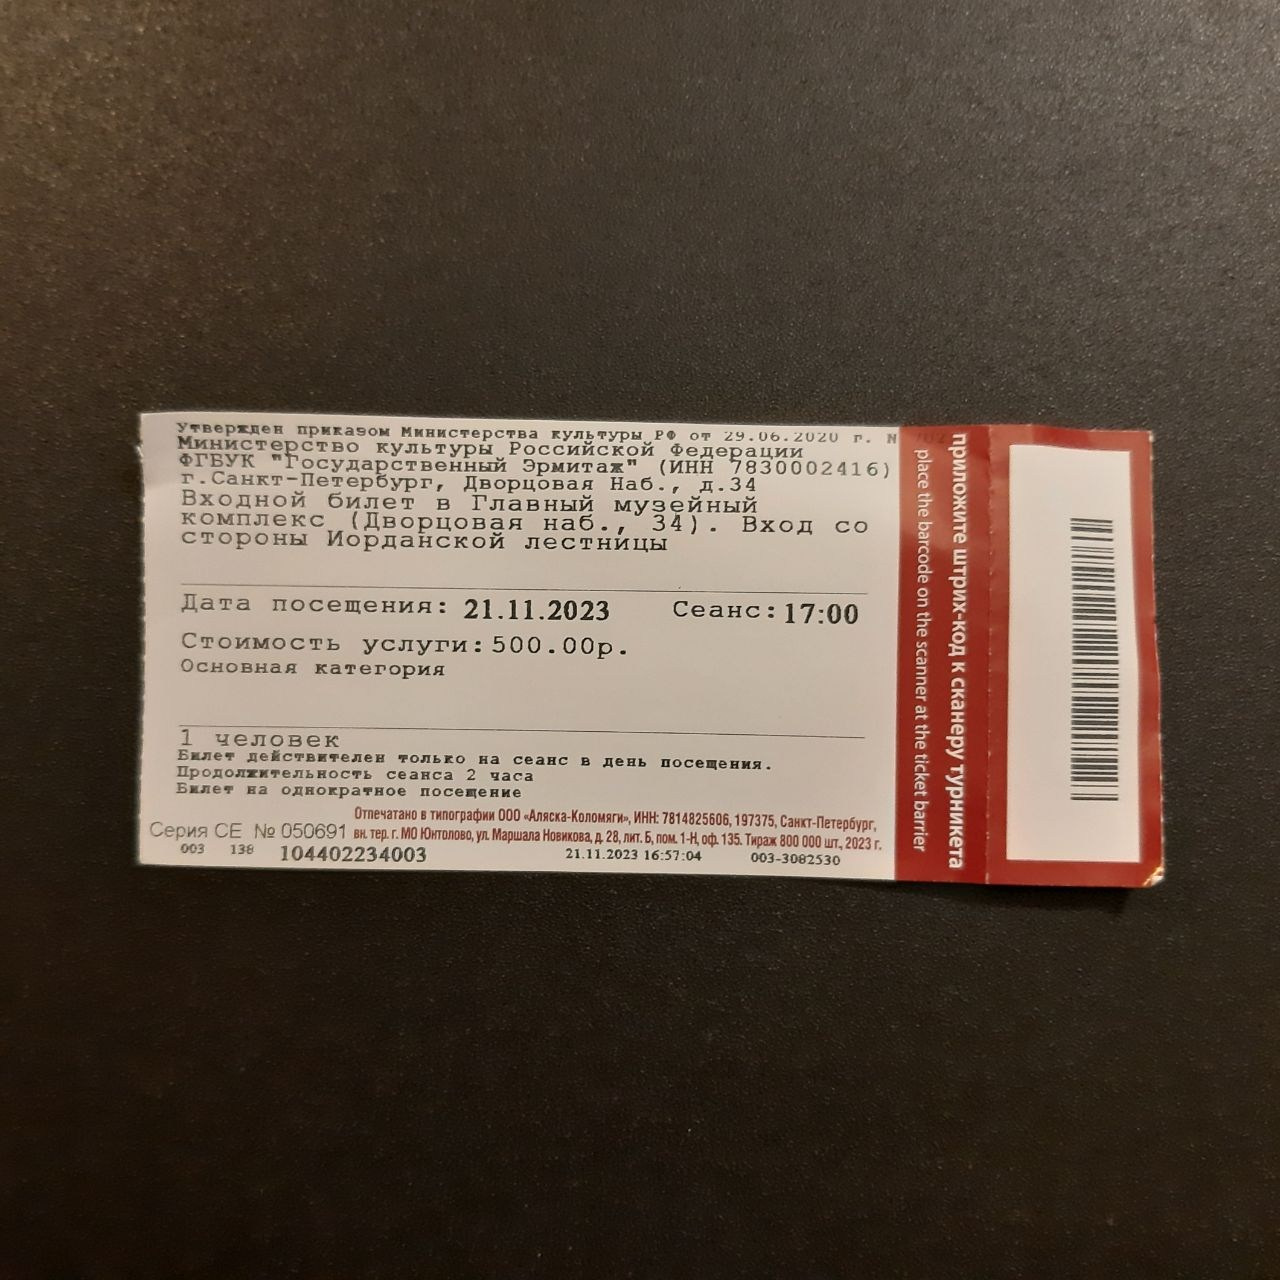 Утвержден приказом Министерства культуры РФ от 29.06.2020 г. N 702
Министерство культуры Российской Федерации
ФГБУК "Государственный Эрмитаж" (ИНН 7830002416)
г.Санкт-Петербург, Дворцовая Наб., д.34
Входной билет в Главный музейный
комплекс (Дворцовая наб., 34). Вход со
стороны Иорданской лестницы
Дата посещения: 21.11.2023 Сеанс: 17:00
Стоимость услуги: 500.00р.
Основная категория
1 человек
Билет действителен только на сеанс в день посещения.
Продолжительность сеанса 2 часа
Билет на однократное посещение
Отпечатано в типографии ООО «Аляска-Коломяги», ИНН: 7814825606, 197375, Санкт-Петербург,
Серия СЕ № 050691 вн. тер. г. МО Юнтолово, ул. Маршала Новикова, д. 28, лит. Б, пом. 1-Н, оф. 135. Тираж 800 000 шт., 2023 г.
003 138 104402234003 21.11.2023 16:57:04 003-3082530
приложите штрих-код к сканеру турникета
place the barcode on the scanner at the ticket barrier